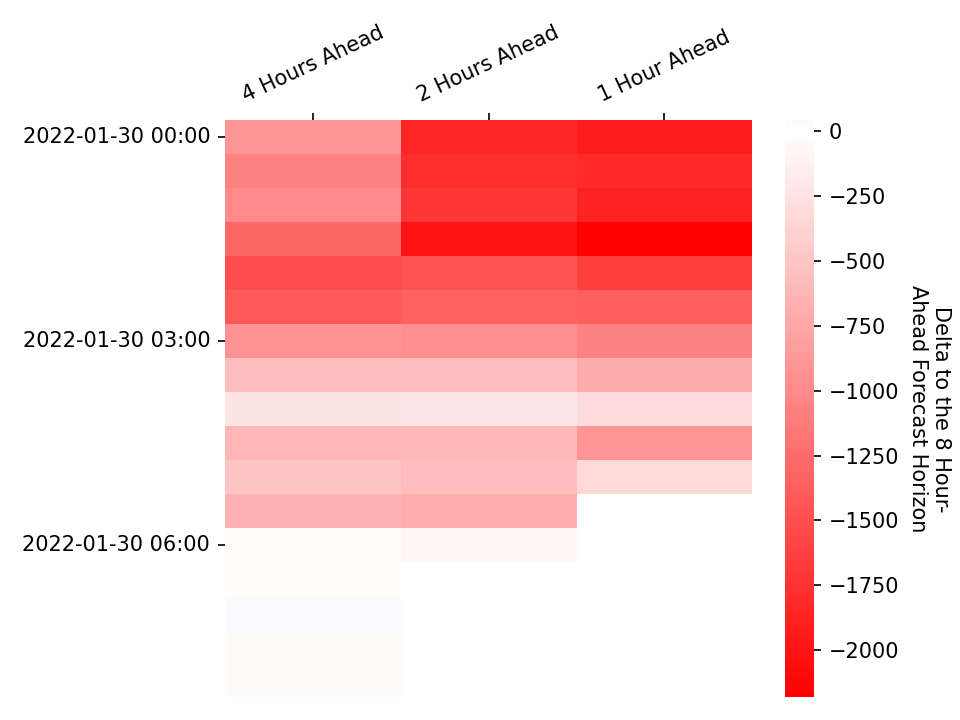 4 Hours Ahead
2 Hours Ahead
1 Hour Ahead
2022-01-30 00:00
2022-01-30 03:00
2022-01-30 06:00
0
−250
−500
−750
−1000
−1250
−1500
−1750
−2000
Delta to the 8 Hour-
Ahead Forecast Horizon